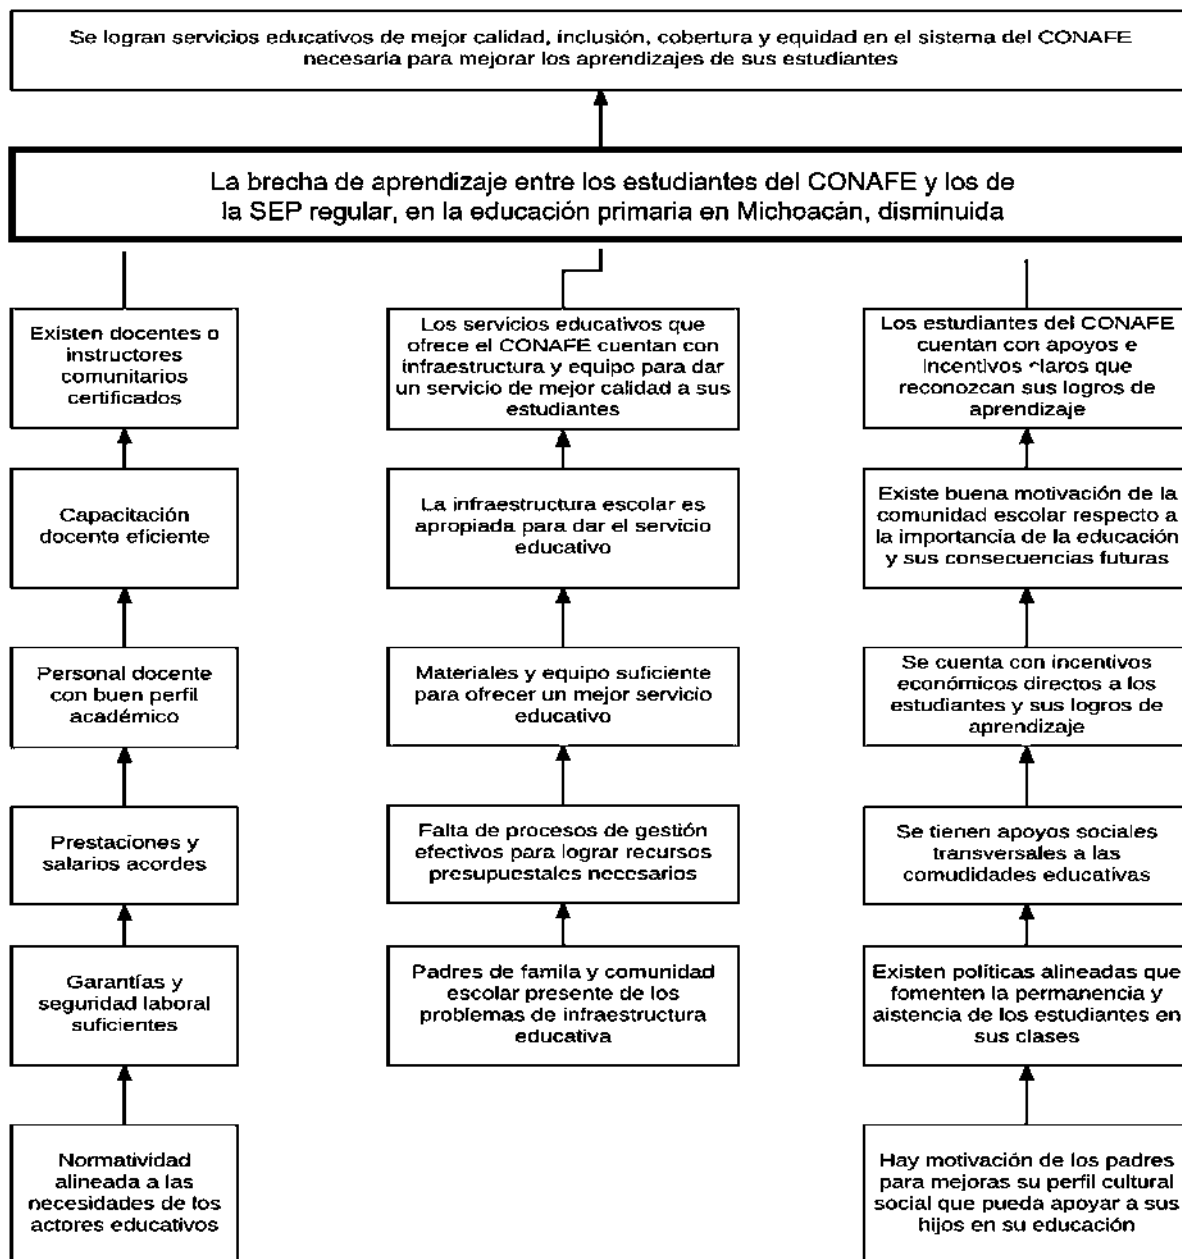 Se logran servicios educativos de mejor calidad, inclusión, cobertura y equidad en el sistema del CONAFE
necesaria para mejorar los aprendizajes de sus estudiantes
La brecha de aprendizaje entre los estudiantes del CONAFE y los de
la SEP regular, en la educación primaria en Michoacán, disminuida
Existen docentes o
instructores
comunitarios
certificados
Capacitación
docente eficiente
Personal docente
con buen perfil
académico
Prestaciones y
salarios acordes
Garantías y
seguridad laboral
suficientes
Normatividad
alineada a las
necesidades de los
actores educativos
Los servicios educativos que
ofrece el CONAFE cuentan con
infraestructura y equipo para dar
un servicio de mejor calidad a sus
estudiantes
La infraestructura escolar es
apropiada para dar el servicio
educativo
Materiales y equipo suficiente
para ofrecer un mejor servicio
educativo
Falta de procesos de gestión
efectivos para lograr recursos
presupuestales necesarios
Padres de famila y comunidad
escolar presente de los
problemas de infraestructura
educativa
Los estudiantes del CONAFE
cuentan con apoyos e
incentivos claros que
reconozcan sus logros de
aprendizaje
Existe buena motivación de la
comunidad escolar respecto a
la importancia de la educación
y sus consecuencias futuras
Se cuenta con incentivos
económicos directos a los
estudiantes y sus logros de
aprendizaje
Se tienen apoyos sociales
transversales a las
comudidades educativas
Existen políticas alineadas que
fomenten la permanencia y
aistencia de los estudiantes en
sus clases
Hay motivación de los padres
para mejoras su perfil cultural
social que pueda apoyar a sus
hijos en su educación